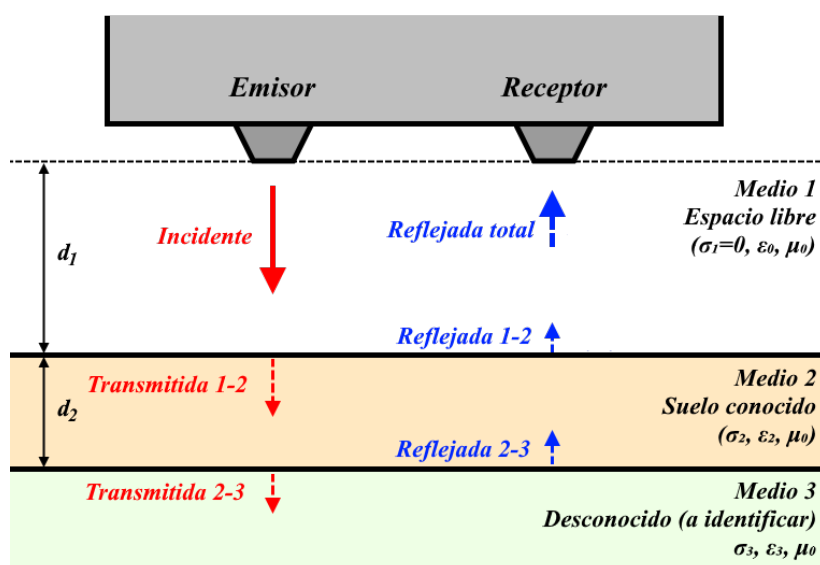 Emisor
Receptor
Medio 1
Espacio libre
(σ₁=0, ε₀, μ₀)
Incidente
Reflejada total
d₁
Reflejada 1-2
Transmitida 1-2
Medio 2
Suelo conocido
(σ₂, ε₂, μ₀)
d₂
Reflejada 2-3
Transmitida 2-3
Medio 3
Desconocido (a identificar)
σ₃, ε₃, μ₀